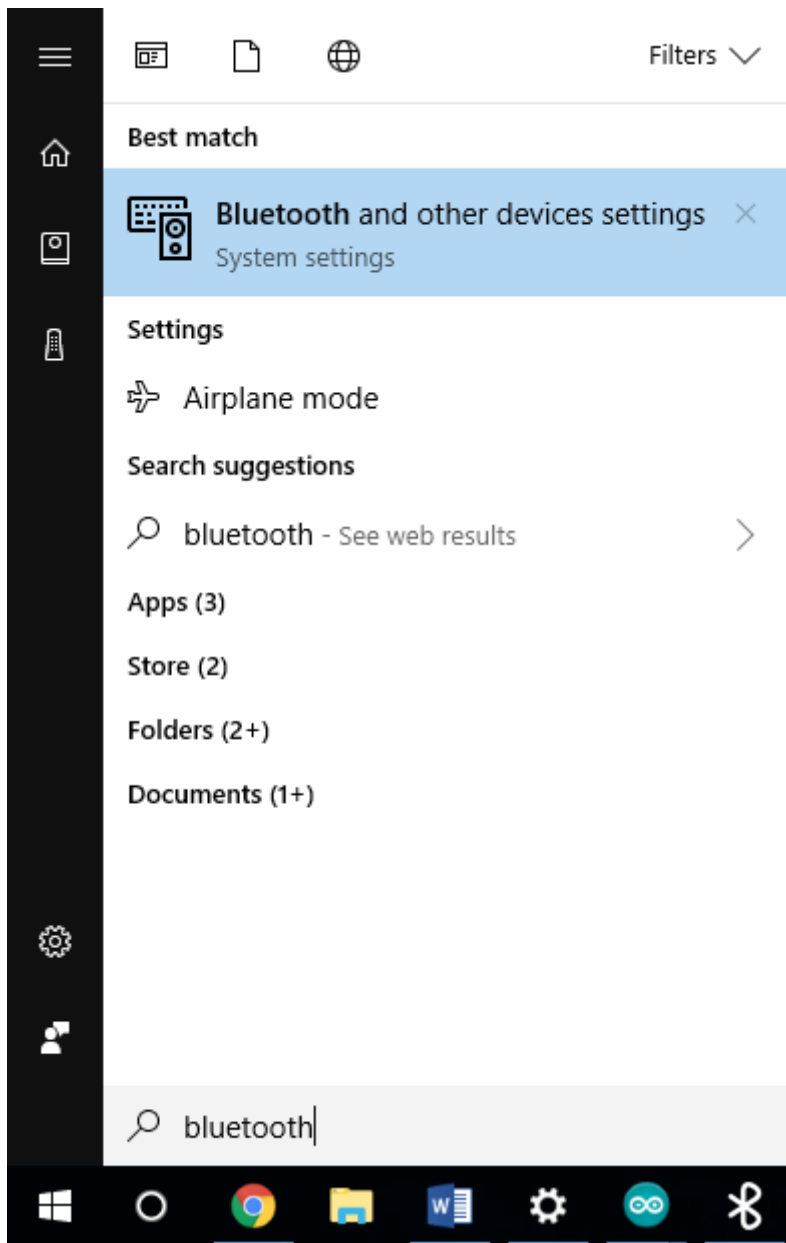 Filters
Best match
Bluetooth and other devices settings
System settings
Settings
Airplane mode
Search suggestions
bluetooth - See web results
Apps (3)
Store (2)
Folders (2+)
Documents (1+)
bluetooth